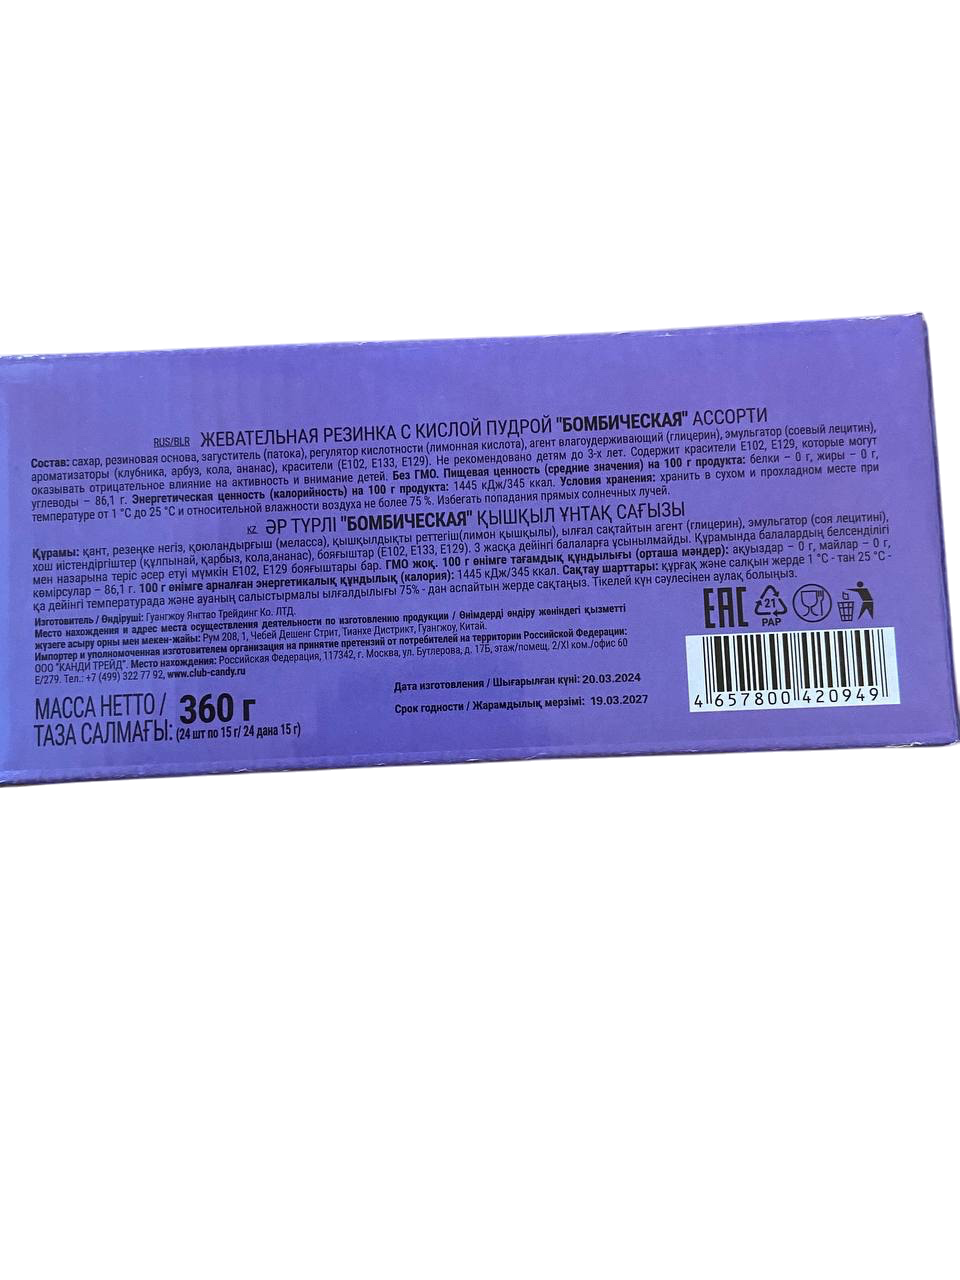 RUS/BLR ЖЕВАТЕЛЬНАЯ РЕЗИНКА С КИСЛОЙ ПУДРОЙ "БОМБИЧЕСКАЯ" АССОРТИ
Состав: сахар, резиновая основа, загуститель (патока), регулятор кислотности (лимонная кислота), агент влагоудерживающий (глицерин), эмульгатор (соевый лецитин),
ароматизаторы (клубника, арбуз, кола, ананас), красители (Е102, Е133, Е129). Не рекомендовано детям до 3-х лет. Содержит красители Е102, Е129, которые могут
оказывать отрицательное влияние на активность и внимание детей. Без ГМО. Пищевая ценность (средние значения) на 100 г продукта: белки – 0 г, жиры – 0 г,
углеводы – 86,1 г. Энергетическая ценность (калорийность) на 100 г продукта: 1445 кДж/345 ккал. Условия хранения: хранить в сухом и прохладном месте при
температуре от 1 °С до 25 °С и относительной влажности воздуха не более 75 %. Избегать попадания прямых солнечных лучей.
KZ ӘР ТҮРЛІ "БОМБИЧЕСКАЯ" ҚЫШҚЫЛ ҰНТАҚ САҒЫЗЫ
Құрамы: қант, резеңке негіз, қоюландырғыш (меласса), қышқылдықты реттегіш(лимон қышқылы), ылғал сақтайтын агент (глицерин), эмульгатор (соя лецитині),
хош иістендіргіштер (құлпынай, қарбыз, кола,ананас), бояғыштар (Е102, Е133, Е129). 3 жасқа дейінгі балаларға ұсынылмайды. Құрамында балалардың белсенділігі
мен назарына теріс әсер етуі мүмкін Е102, Е129 бояғыштары бар. ГМО жоқ. 100 г өнімге тағамдық құндылығы (орташа мәндер): ақуыздар – 0 г, майлар – 0 г,
көмірсулар – 86,1 г. 100 г өнімге арналған энергетикалық құндылық (калория): 1445 кДж/345 ккал. Сақтау шарттары: құрғақ және салқын жерде 1 °С - тан 25 °С -
қа дейінгі температурада және ауаның салыстырмалы ылғалдылығы 75% - дан аспайтын жерде сақтаңыз. Тікелей күн сәулесінен аулақ болыңыз.
Изготовитель / Өндіруші: Гуангжоу Янгтао Трейдинг Ко. ЛТД.
Место нахождения и адрес места осуществления деятельности по изготовлению продукции / Өнімерді өндіру жөніндегі қызметті
жүзеге асыру орны мен мекен-жайы: Рум 208, 1, Чебей Дешенг Стрит, Тианхе Дистрикт, Гуангжоу, Китай.
Импортер и уполномоченная изготовителем организация на принятие претензий от потребителей на территории Российской Федерации:
ООО "КАНДИ ТРЕЙД". Место нахождения: Российская Федерация, 117342, г. Москва, ул. Бутлерова, д. 17Б, этаж/помещ. 2/XI ком./офис 60
Е/279. Тел.: +7 (499) 322 77 92, www.club-candy.ru
EAC
21
PAP
МАССА НЕТТО /
ТАЗА САЛМАҒЫ:
360 г
(24 шт по 15 г/ 24 дана 15 г)
Дата изготовления / Шығарылған күні: 20.03.2024
Срок годности / Жарамдылық мерзімі: 19.03.2027
4 657800 420949